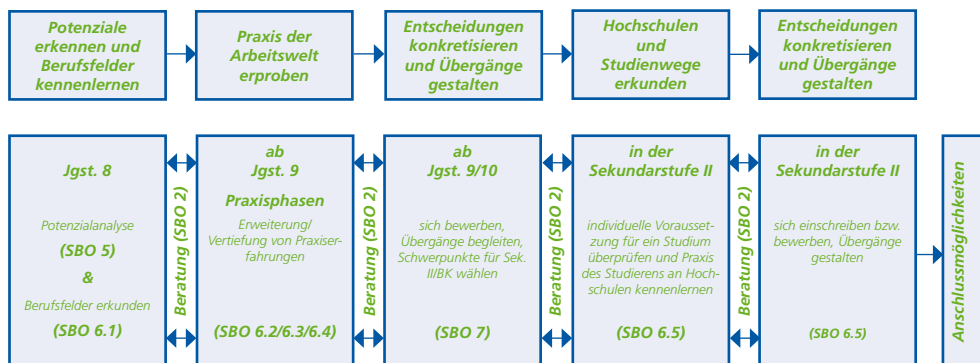 Potenziale
erkennen und
Berufsfelder
kennenlernen
Praxis der
Arbeitswelt
erproben
Entscheidungen
konkretisieren
und Übergänge
gestalten
Hochschulen
und
Studienwege
erkunden
Entscheidungen
konkretisieren
und Übergänge
gestalten
Jgst. 8
Potenzialanalyse
(SBO 5)
&
Berufsfelder erkunden
(SBO 6.1)
Beratung (SBO 2)
ab
Jgst. 9
Praxisphasen
Erweiterung/
Vertiefung von Praxiser-
fahrungen
(SBO 6.2/6.3/6.4)
Beratung (SBO 2)
ab
Jgst. 9/10
sich bewerben,
Übergänge begleiten,
Schwerpunkte für Sek.
II/BK wählen
(SBO 7)
Beratung (SBO 2)
in der
Sekundarstufe II
individuelle Vorausset-
zung für ein Studium
überprüfen und Praxis
des Studierens an Hoch-
schulen kennenlernen
(SBO 6.5)
Beratung (SBO 2)
in der
Sekundarstufe II
sich einschreiben bzw.
bewerben, Übergänge
gestalten
(SBO 6.5)
Anschlussmöglichkeiten